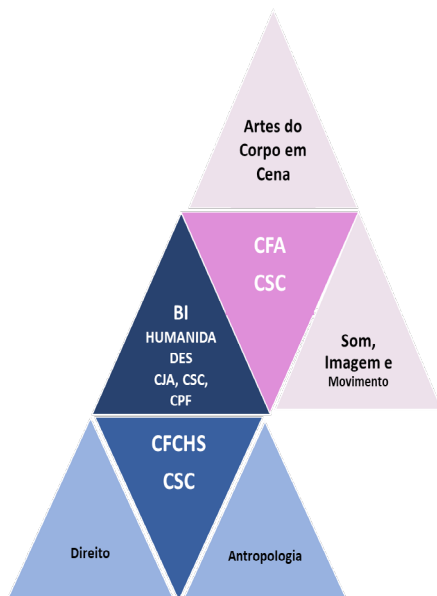 Artes do
Corpo em
Cena
CFA
CSC
BI
HUMANIDA
DES
CJA, CSC,
CPF
Som,
Imagem e
Movimento
CFCHS
CSC
Direito
Antropologia